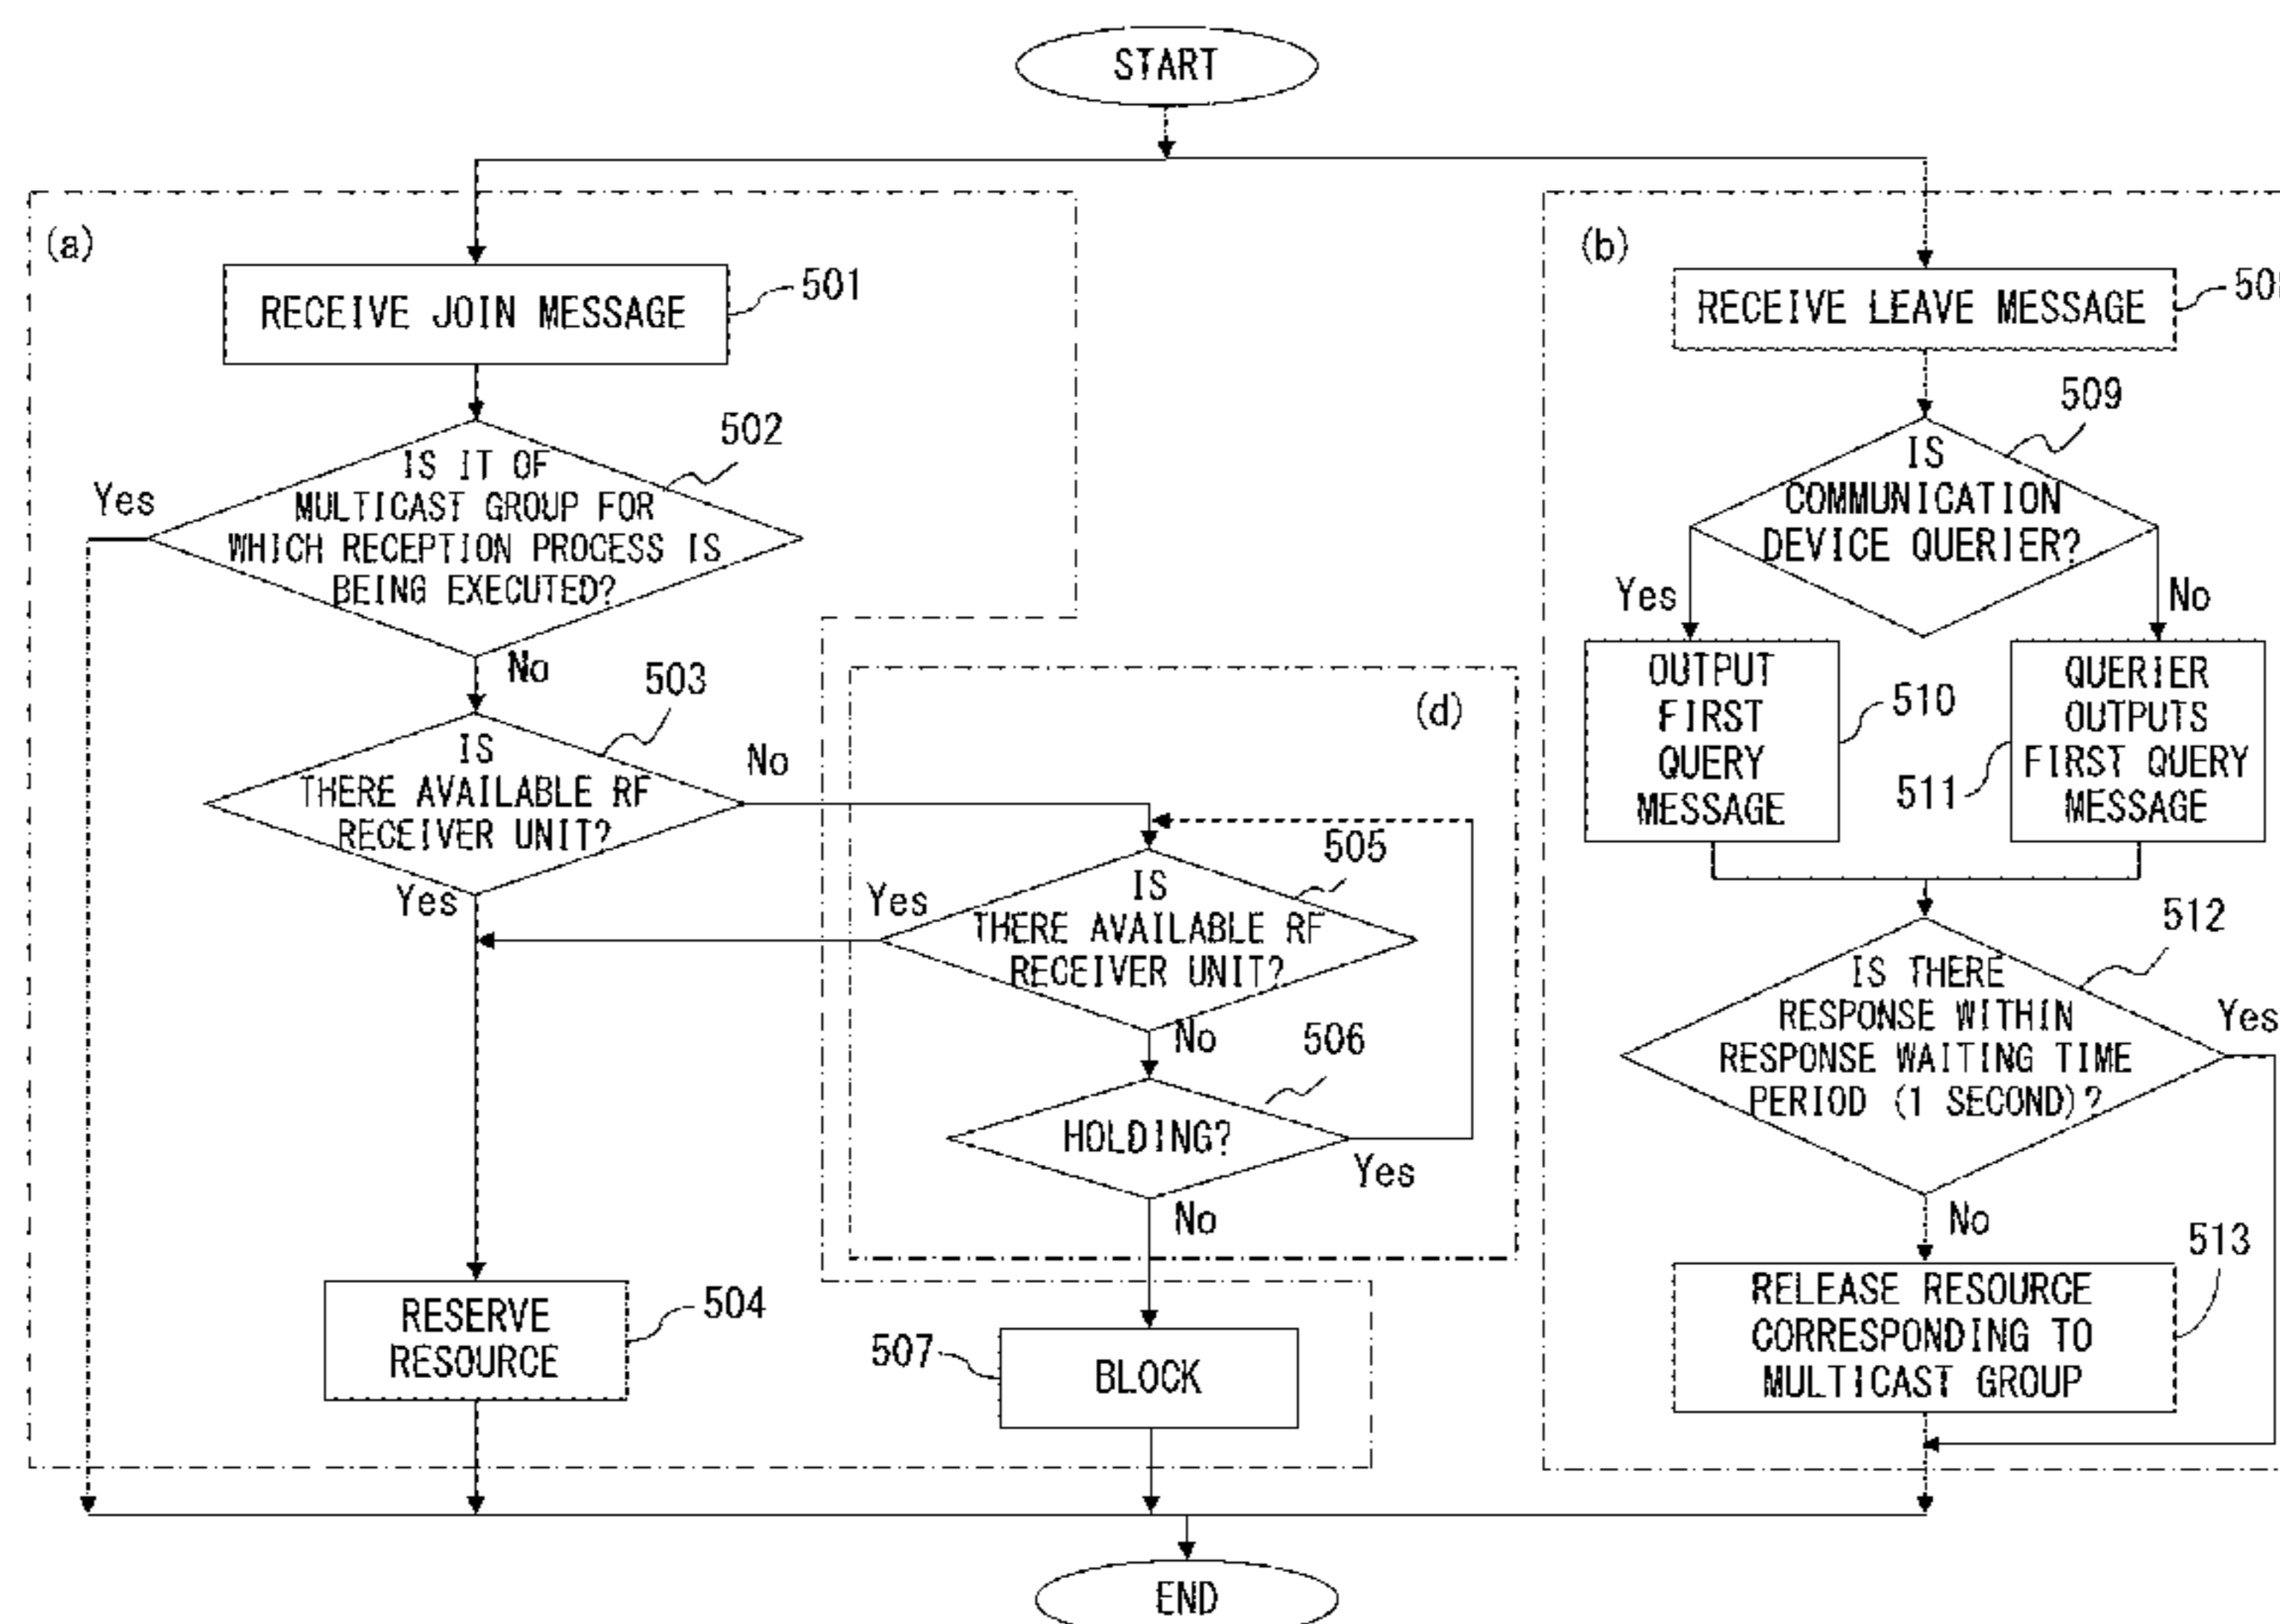 START
(a)
RECEIVE JOIN MESSAGE
501
IS IT OF
MULTICAST GROUP FOR
WHICH RECEPTION PROCESS IS
BEING EXECUTED?
502
Yes
No
IS
THERE AVAILABLE RF
RECEIVER UNIT?
503
No
Yes
(d)
IS
THERE AVAILABLE RF
RECEIVER UNIT?
505
Yes
No
HOLDING?
506
Yes
No
RESERVE
RESOURCE
504
BLOCK
507
(b)
RECEIVE LEAVE MESSAGE
IS
COMMUNICATION
DEVICE QUERIER?
509
Yes
No
OUTPUT
FIRST
QUERY
MESSAGE
510
QUERIER
OUTPUTS
FIRST QUERY
MESSAGE
511
IS THERE
RESPONSE WITHIN
RESPONSE WAITING TIME
PERIOD (1 SECOND)?
512
Yes
No
RELEASE RESOURCE
CORRESPONDING TO
MULTICAST GROUP
513
END